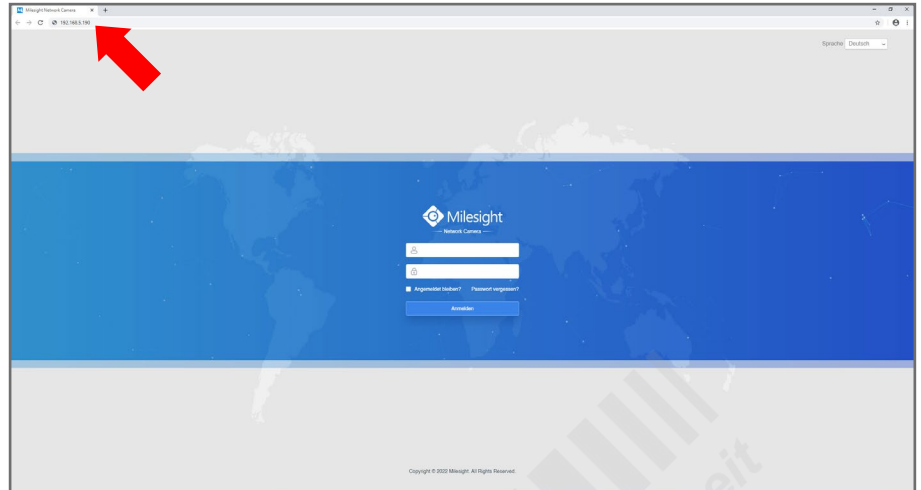 Milesight Network Camera
192.168.5.190
Sprache Deutsch
Milesight
Network Camera
Angemeldet bleiben? Passwort vergessen?
Anmelden
Copyright © 2022 Milesight. All Rights Reserved.
eit